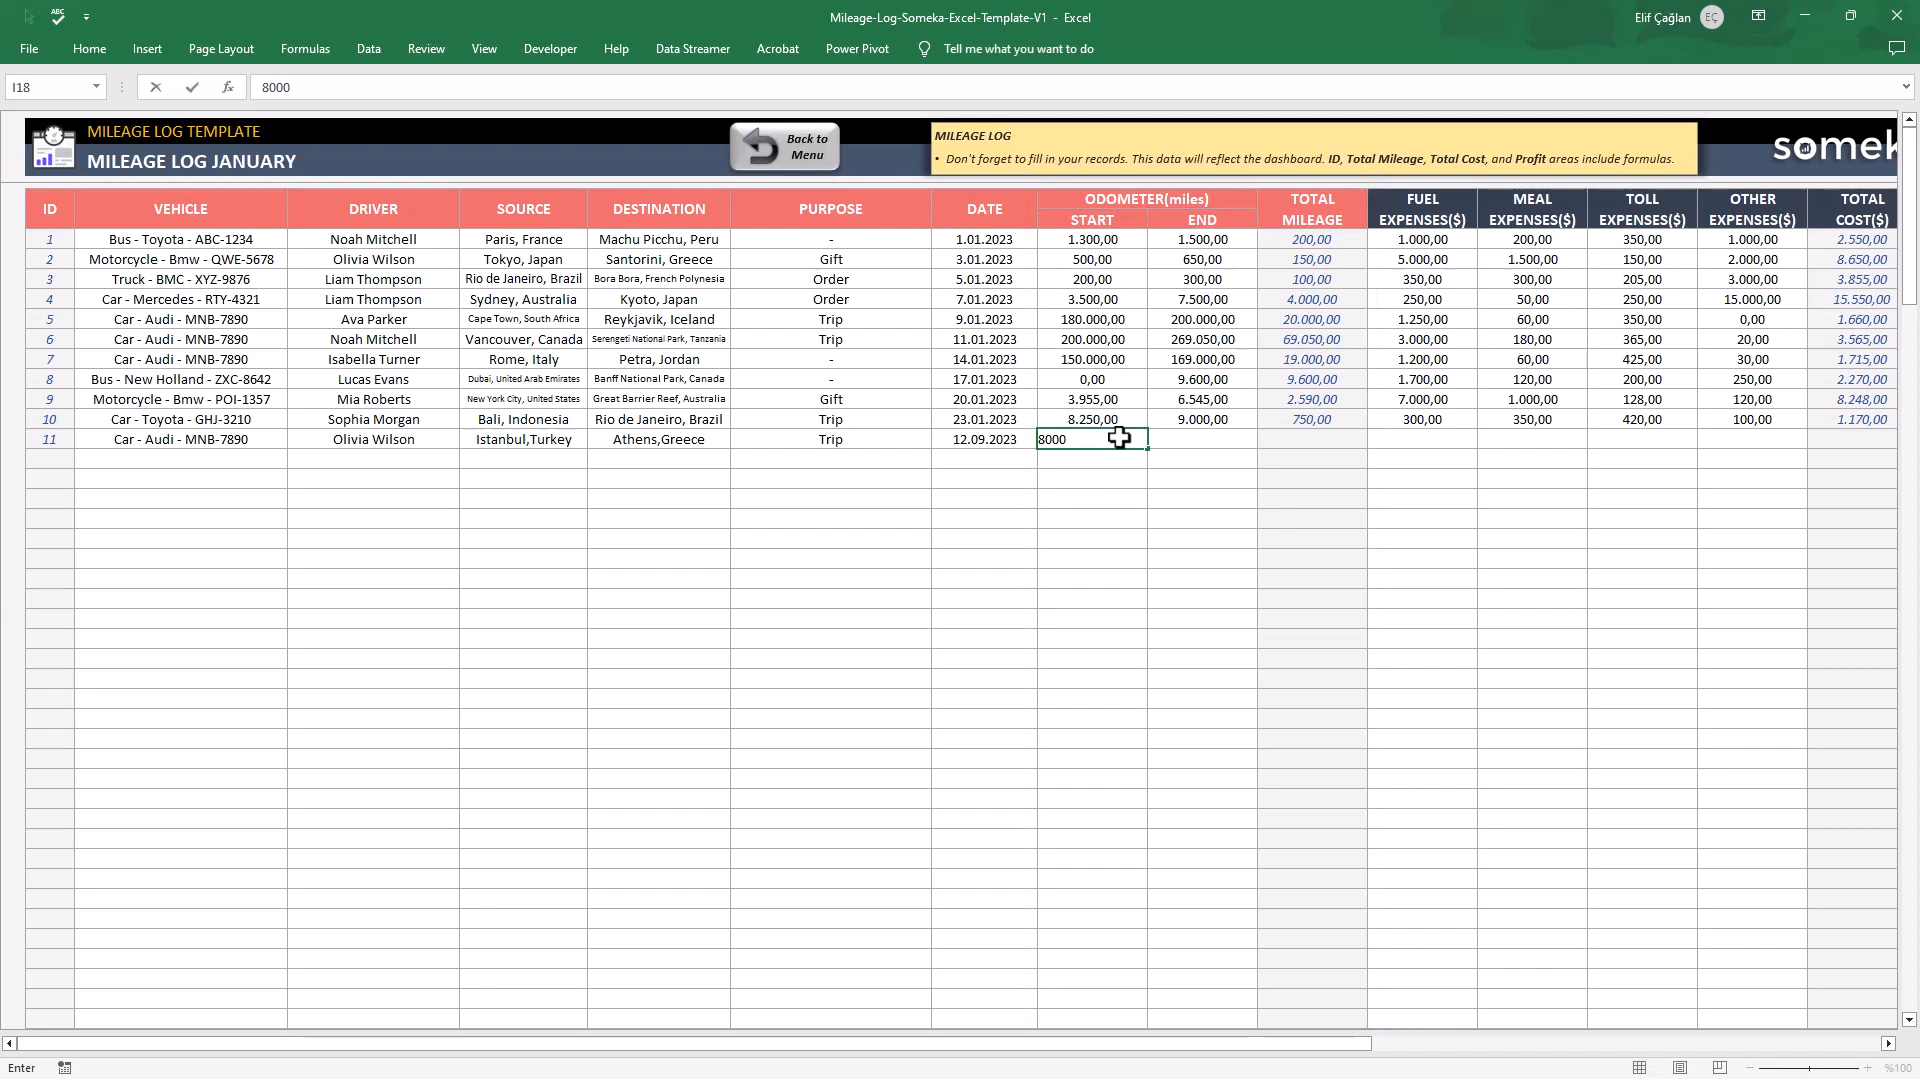 ABC
Mileage-Log-Someka-Excel-Template-V1 - Excel
Elif Çağlan EÇ
File Home Insert Page Layout Formulas Data Review View Developer Help Data Streamer Acrobat Power Pivot Tell me what you want to do
I18 fx 8000
MILEAGE LOG TEMPLATE
MILEAGE LOG JANUARY
Back to
Menu
MILEAGE LOG
• Don't forget to fill in your records. This data will reflect the dashboard. ID, Total Mileage, Total Cost, and Profit areas include formulas.
somek
ID VEHICLE DRIVER SOURCE DESTINATION PURPOSE DATE ODOMETER(miles) START END TOTAL MILEAGE FUEL EXPENSES($) MEAL EXPENSES($) TOLL EXPENSES($) OTHER EXPENSES($) TOTAL COST($)
1 Bus - Toyota - ABC-1234 Noah Mitchell Paris, France Machu Picchu, Peru - 1.01.2023 1.300,00 1.500,00 200,00 1.000,00 200,00 350,00 1.000,00 2.550,00
2 Motorcycle - Bmw - QWE-5678 Olivia Wilson Tokyo, Japan Santorini, Greece Gift 3.01.2023 500,00 650,00 150,00 5.000,00 1.500,00 150,00 2.000,00 8.650,00
3 Truck - BMC - XYZ-9876 Liam Thompson Rio de Janeiro, Brazil Bora Bora, French Polynesia Order 5.01.2023 200,00 300,00 100,00 350,00 300,00 205,00 3.000,00 3.855,00
4 Car - Mercedes - RTY-4321 Liam Thompson Sydney, Australia Kyoto, Japan Order 7.01.2023 3.500,00 7.500,00 4.000,00 250,00 50,00 250,00 15.000,00 15.550,00
5 Car - Audi - MNB-7890 Ava Parker Cape Town, South Africa Reykjavik, Iceland Trip 9.01.2023 180.000,00 200.000,00 20.000,00 1.250,00 60,00 350,00 0,00 1.660,00
6 Car - Audi - MNB-7890 Noah Mitchell Vancouver, Canada Serengeti National Park, Tanzania Trip 11.01.2023 200.000,00 269.050,00 69.050,00 3.000,00 180,00 365,00 20,00 3.565,00
7 Car - Audi - MNB-7890 Isabella Turner Rome, Italy Petra, Jordan - 14.01.2023 150.000,00 169.000,00 19.000,00 1.200,00 60,00 425,00 30,00 1.715,00
8 Bus - New Holland - ZXC-8642 Lucas Evans Dubai, United Arab Emirates Banff National Park, Canada - 17.01.2023 0,00 9.600,00 9.600,00 1.700,00 120,00 200,00 250,00 2.270,00
9 Motorcycle - Bmw - POI-1357 Mia Roberts New York City, United States Great Barrier Reef, Australia Gift 20.01.2023 3.955,00 6.545,00 2.590,00 7.000,00 1.000,00 128,00 120,00 8.248,00
10 Car - Toyota - GHJ-3210 Sophia Morgan Bali, Indonesia Rio de Janeiro, Brazil Trip 23.01.2023 8.250,00 9.000,00 750,00 300,00 350,00 420,00 100,00 1.170,00
11 Car - Audi - MNB-7890 Olivia Wilson Istanbul,Turkey Athens,Greece Trip 12.09.2023 8000
Enter %100